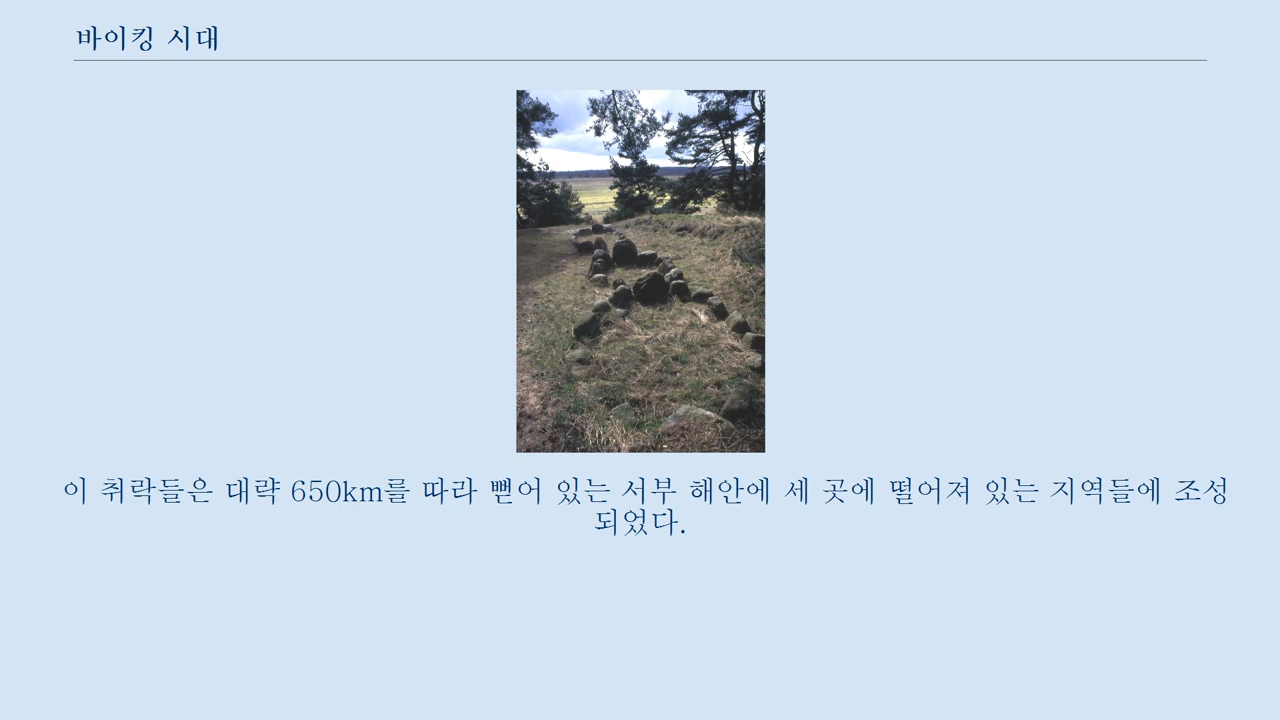 바이킹 시대
이 취락들은 대략 650km를 따라 뻗어 있는 서부 해안에 세 곳에 떨어져 있는 지역들에 조성
되었다.